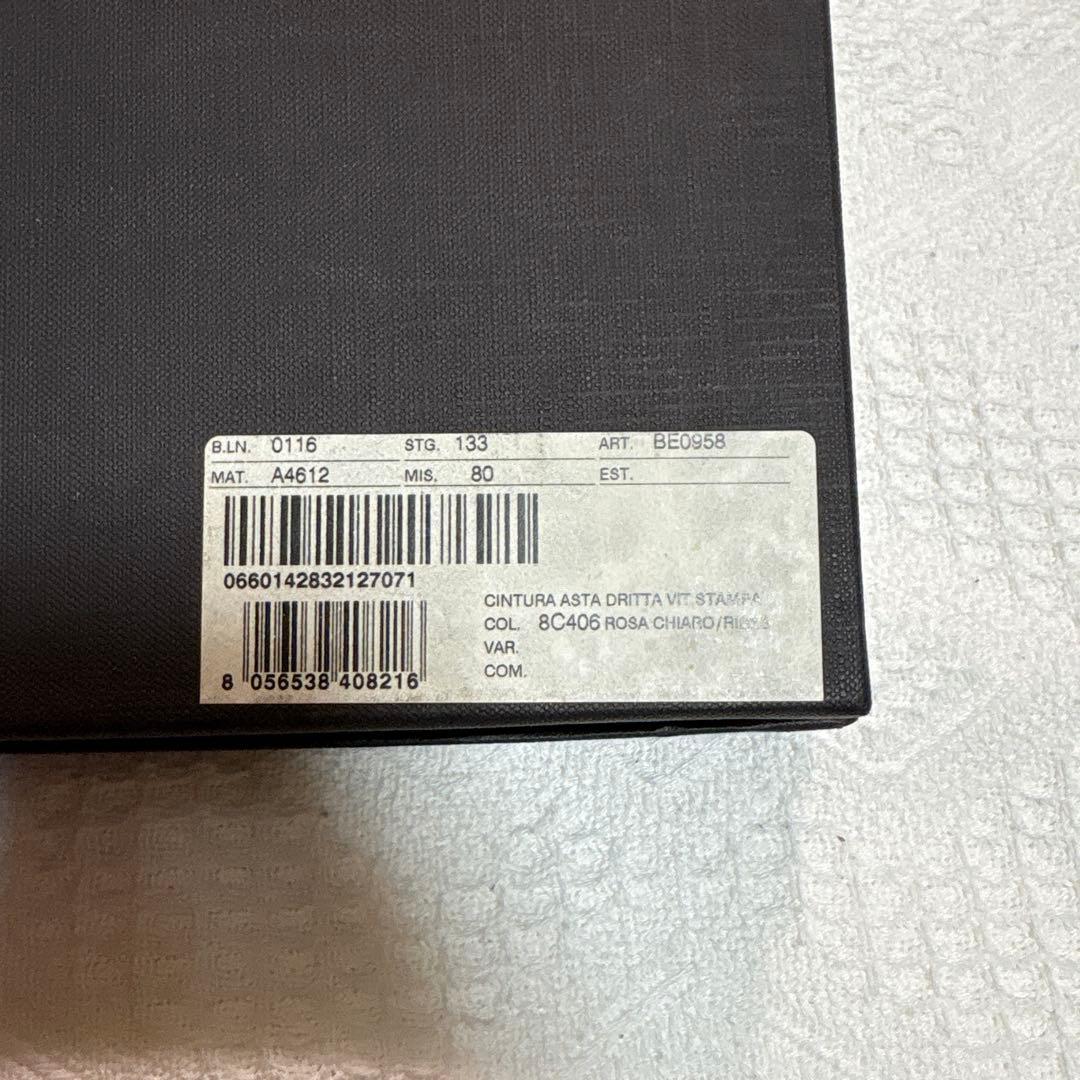 B.LN. 0116 STG. 133 ART. BE0958
MAT. A4612 MIS. 80 EST.
0660142832127071
CINTURA ASTA DRITTA VIT.STAMPA
COL. 8C406 ROSA CHIARO
VAR.
COM.
8 056538 408216